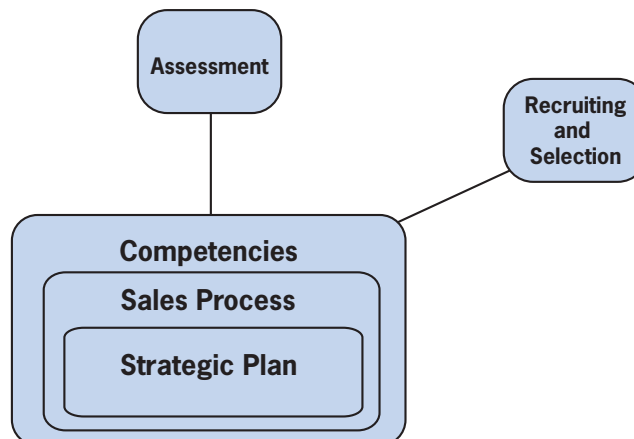 Assessment
Recruiting
and
Selection
Competencies
Sales Process
Strategic Plan